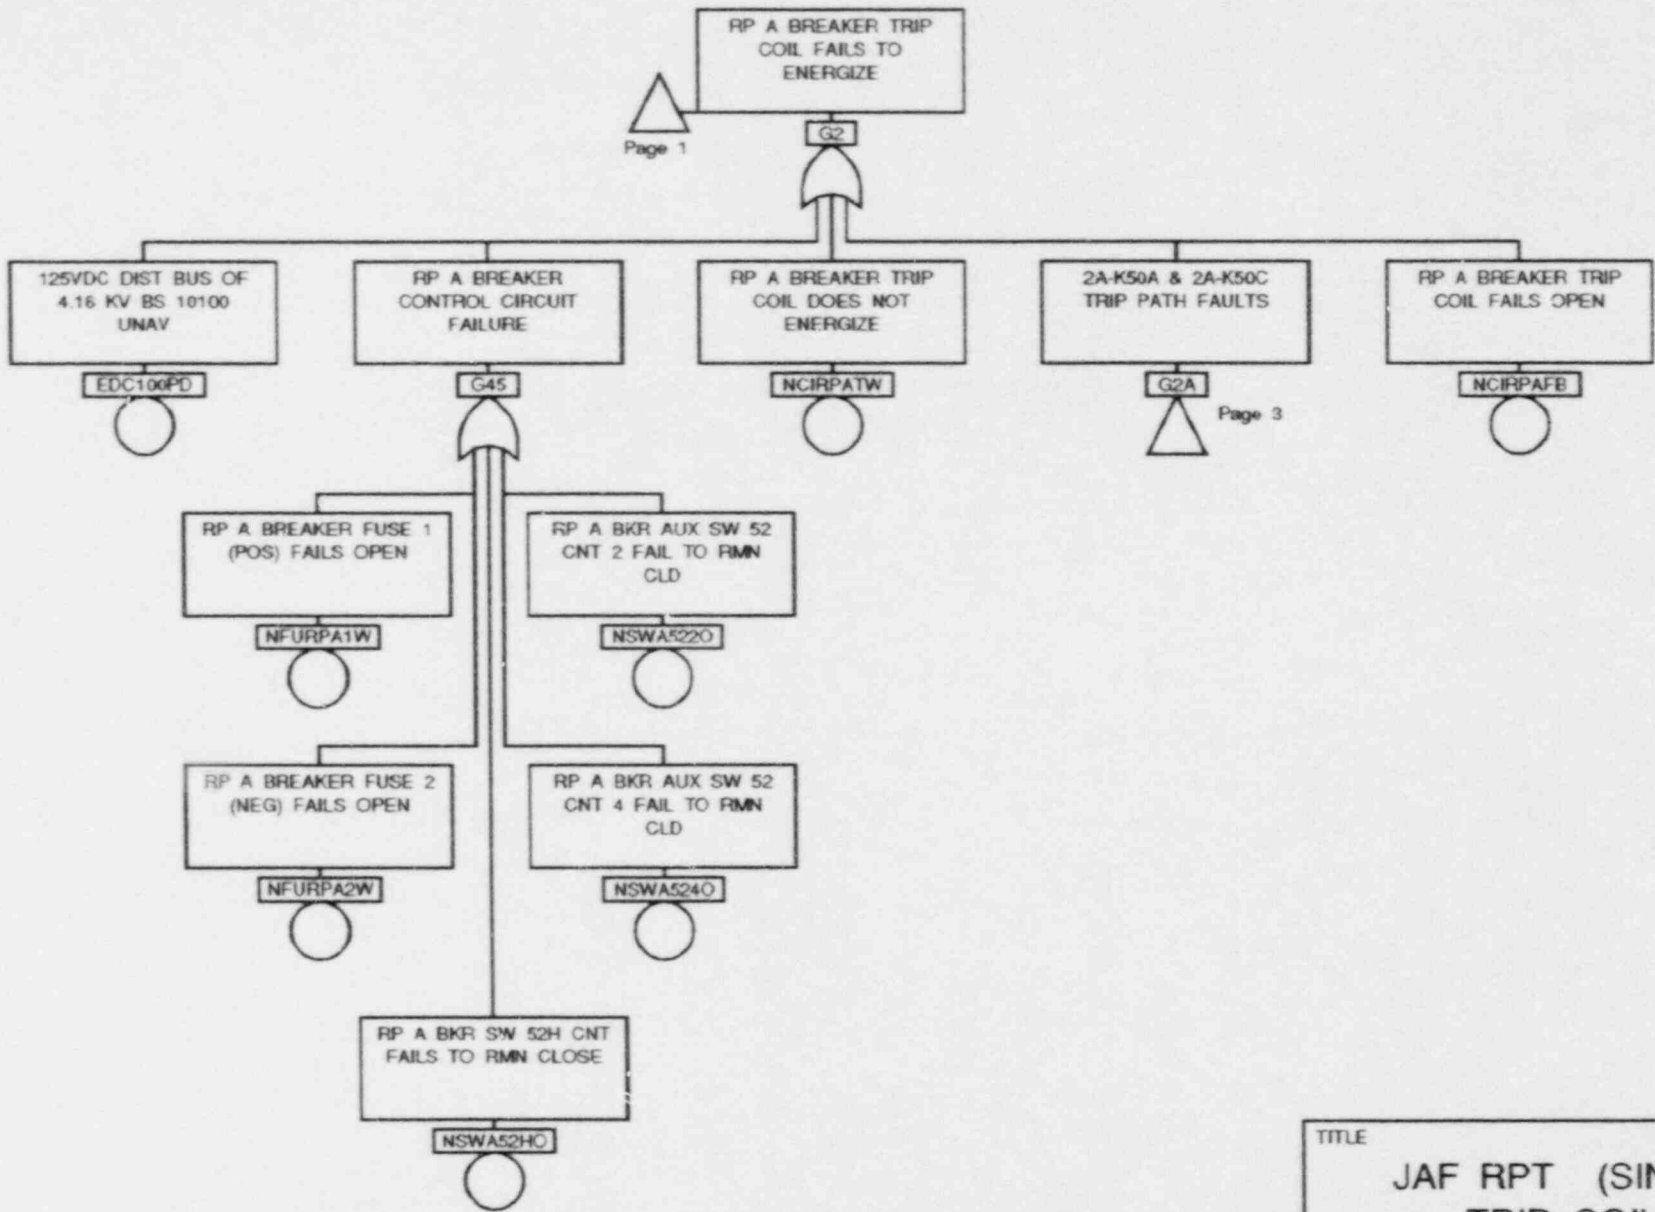 RP A BREAKER TRIP
COIL FAILS TO
ENERGIZE
Page 1
G2
125VDC DIST BUS OF
4.16 KV BS 10100
UNAV
EDC100PD
RP A BREAKER
CONTROL CIRCUIT
FAILURE
G45
RP A BREAKER TRIP
COIL DOES NOT
ENERGIZE
NCIRPATW
2A-K50A & 2A-K50C
TRIP PATH FAULTS
G2A
Page 3
RP A BREAKER TRIP
COIL FAILS OPEN
NCIRPAFB
RP A BREAKER FUSE 1
(POS) FAILS OPEN
NFURPA1W
RP A BKR AUX SW 52
CNT 2 FAIL TO RMN
CLD
NSWA522O
RP A BREAKER FUSE 2
(NEG) FAILS OPEN
NFURPA2W
RP A BKR AUX SW 52
CNT 4 FAIL TO RMN
CLD
NSWA524O
RP A BKR SW 52H CNT
FAILS TO RMN CLOSE
NSWA52HO
TITLE
JAF RPT (SIN
TRIP COIL